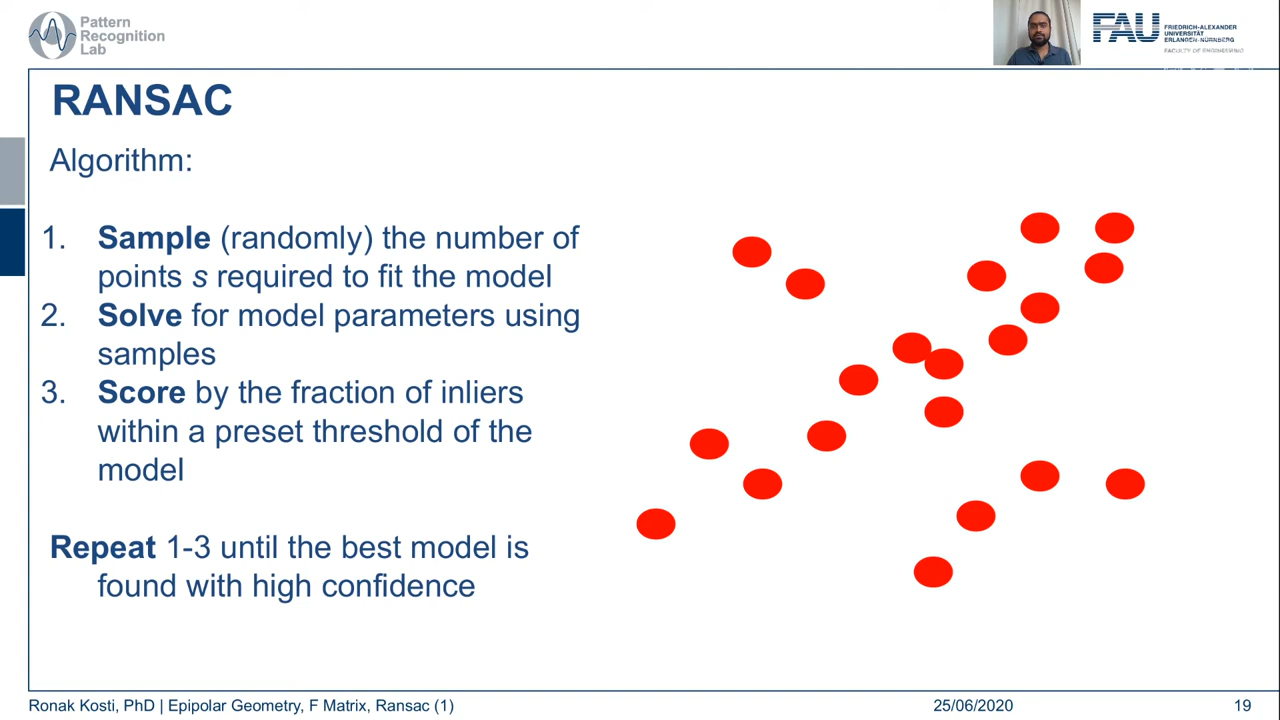 Pattern
Recognition
Lab
FAU
FRIEDRICH-ALEXANDER
UNIVERSITÄT
ERLANGEN-NÜRNBERG
FACULTY OF ENGINEERING
RANSAC
Algorithm:
1. Sample (randomly) the number of
points s required to fit the model
2. Solve for model parameters using
samples
3. Score by the fraction of inliers
within a preset threshold of the
model
Repeat 1-3 until the best model is
found with high confidence
Ronak Kosti, PhD | Epipolar Geometry, F Matrix, Ransac (1)
25/06/2020
19